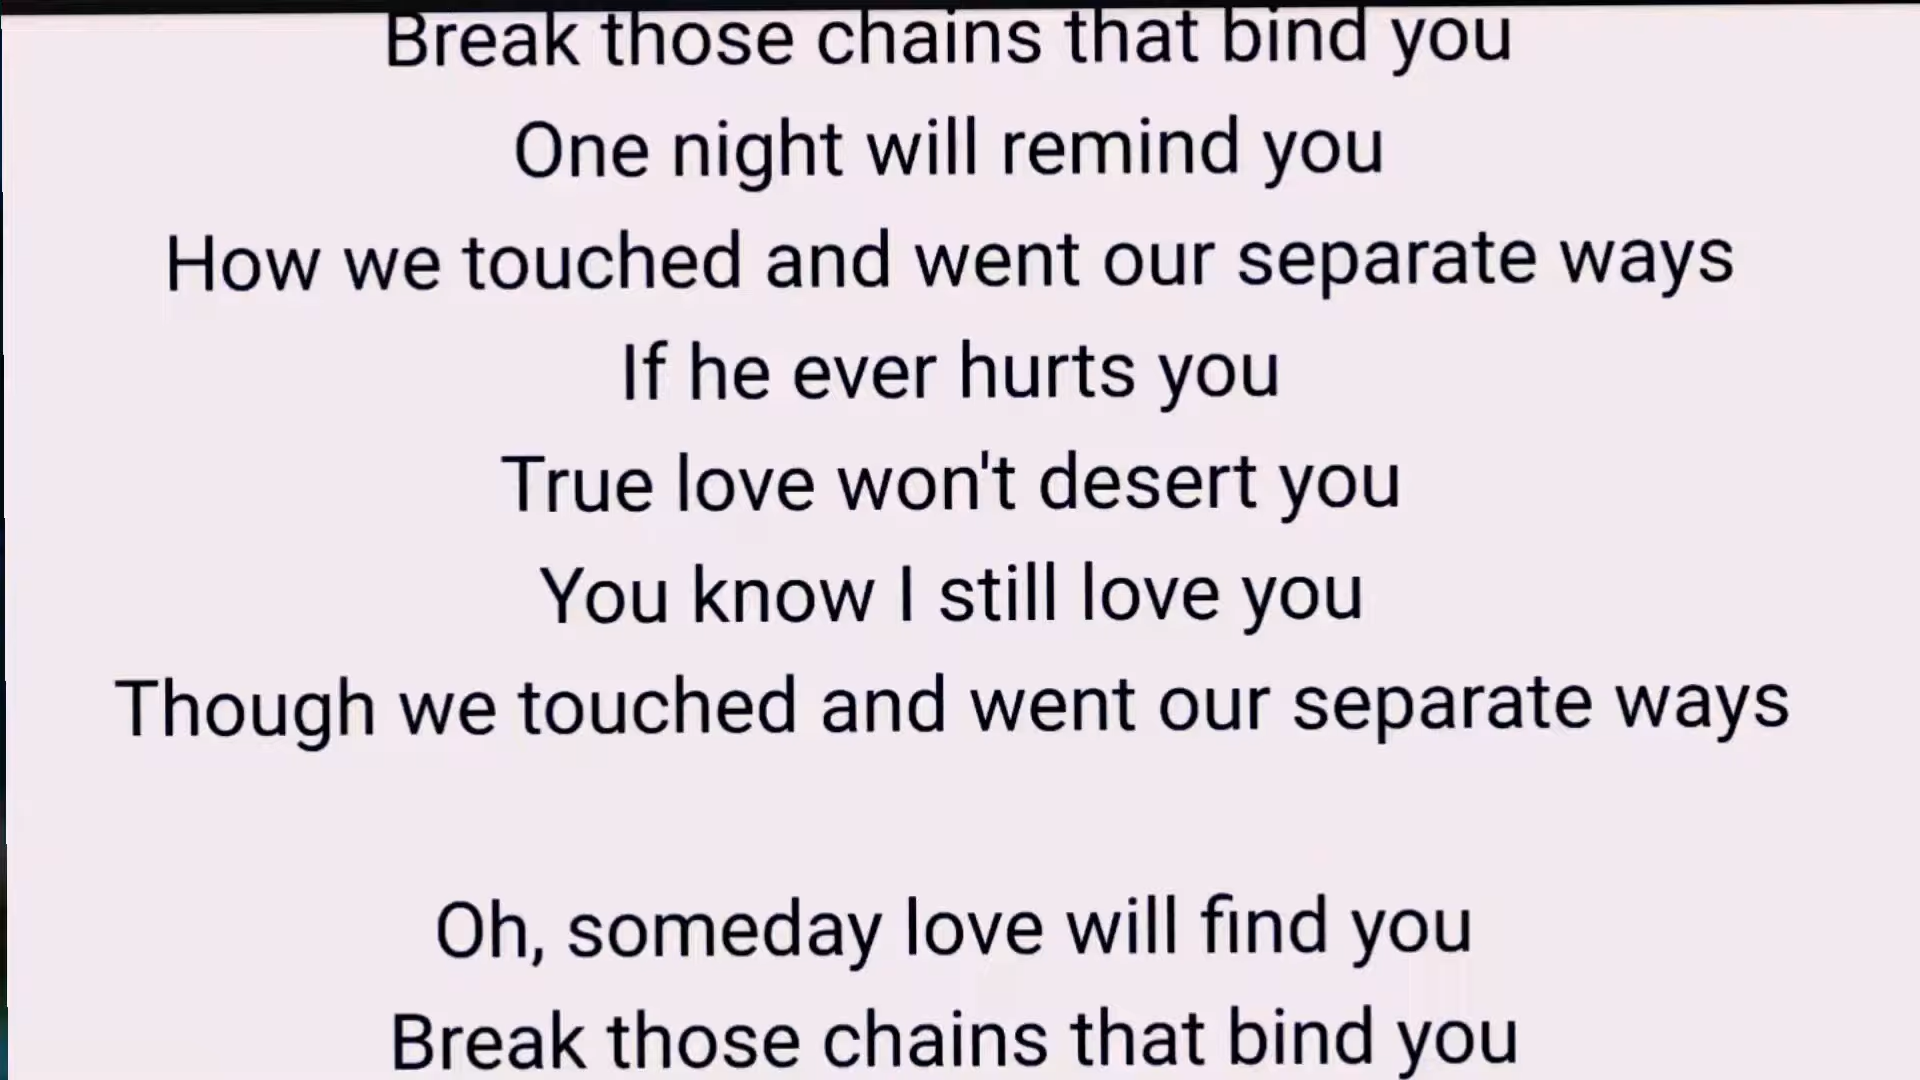 Break those chains that bind you
One night will remind you
How we touched and went our separate ways
If he ever hurts you
True love won't desert you
You know I still love you
Though we touched and went our separate ways
Oh, someday love will find you
Break those chains that bind you